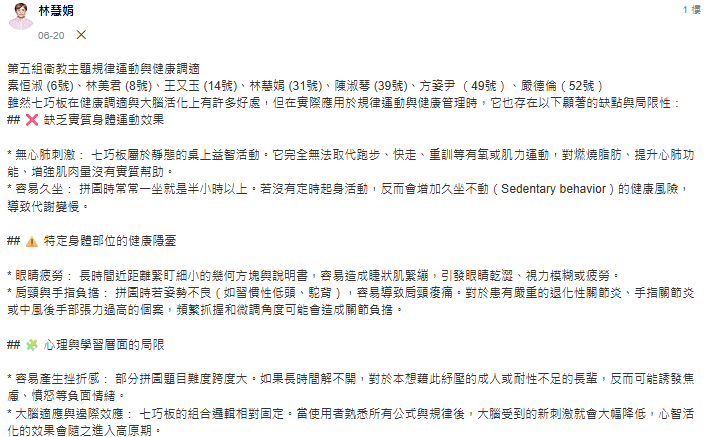 林慧娟
1 樓
06-20
第五組衛教主題規律運動與健康調適
素恒淑 (6號)、林美君 (8號)、王又玉 (14號)、林慧娟 (31號)、陳淑琴 (39號)、方姿尹 （49號）、嚴德倫（52號）
雖然七巧板在健康調適與大腦活化上有許多好處，但在實際應用於規律運動與健康管理時，它也存在以下顯著的缺點與局限性：
## ❌ 缺乏實質身體運動效果
* 無心肺刺激： 七巧板屬於靜態的桌上益智活動。它完全無法取代跑步、快走、重訓等有氧或肌力運動，對燃燒脂肪、提升心肺功
能、增強肌肉量沒有實質幫助。
* 容易久坐： 拼圖時常常一坐就是半小時以上。若沒有定時起身活動，反而會增加久坐不動（Sedentary behavior）的健康風險，
導致代謝變慢。
## ⚠️ 特定身體部位的健康隱憂
* 眼睛疲勞： 長時間近距離緊盯細小的幾何方塊與說明書，容易造成睫狀肌緊繃，引發眼睛乾澀、視力模糊或疲勞。
* 肩頸與手指負擔： 拼圖時若姿勢不良（如習慣性低頭、駝背），容易導致肩頸痠痛。對於患有嚴重的退化性關節炎、手指關節炎
或中風後手部張力過高的個案，頻繁抓握和微調角度可能會造成關節負擔。
## 🧩 心理與學習層面的局限
* 容易產生挫折感： 部分拼圖題目難度跨度大。如果長時間解不開，對於本想藉此紓壓的成人或耐性不足的長輩，反而可能誘發焦
慮、憤怒等負面情緒。
* 大腦適應與邊際效應： 七巧板的組合邏輯相對固定。當使用者熟悉所有公式與規律後，大腦受到的新刺激就會大幅降低，心智活
化的效果會隨之進入高原期。